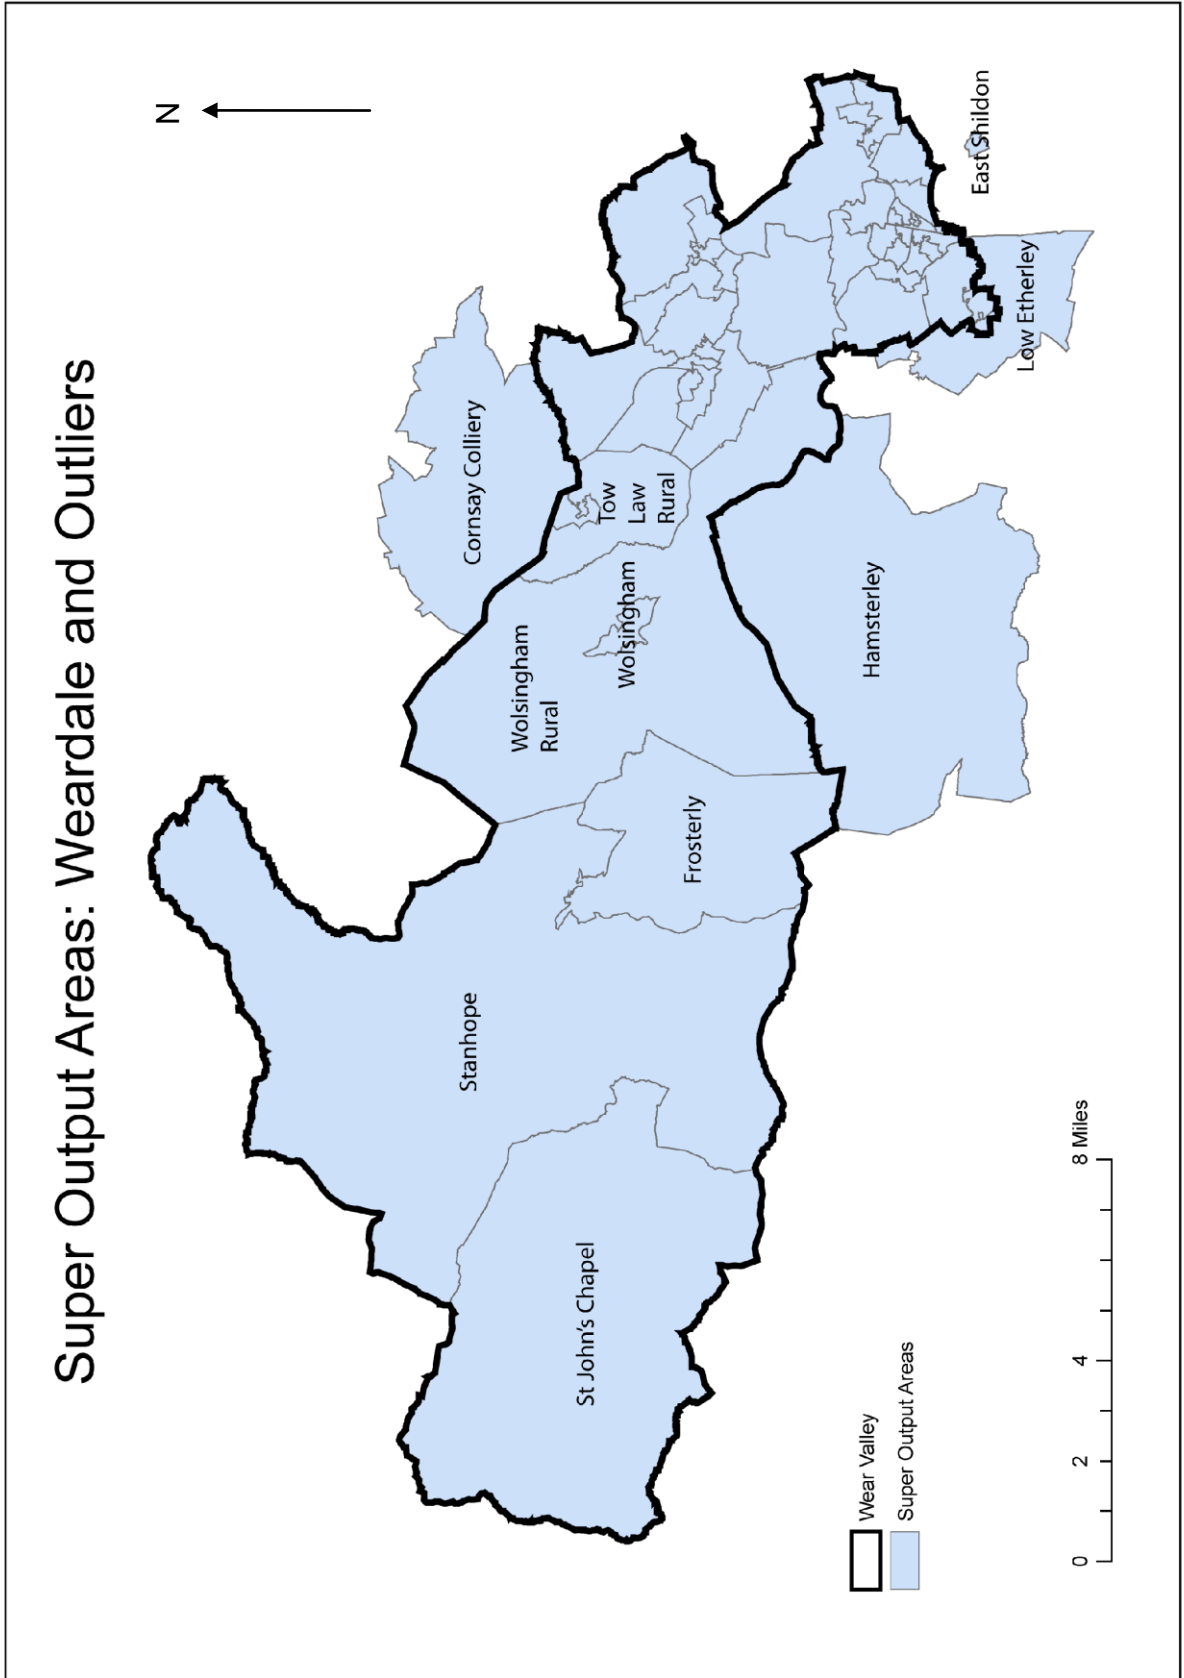 Super Output Areas: Weardale and Outliers
N
Cornsay Colliery
Tow
Law
Rural
Wolsingham
Rural
Wolsingham
Stanhope
Frosterly
St John's Chapel
Hamsterley
Low Etherley
East Shildon
Wear Valley
Super Output Areas
0 2 4 8 Miles